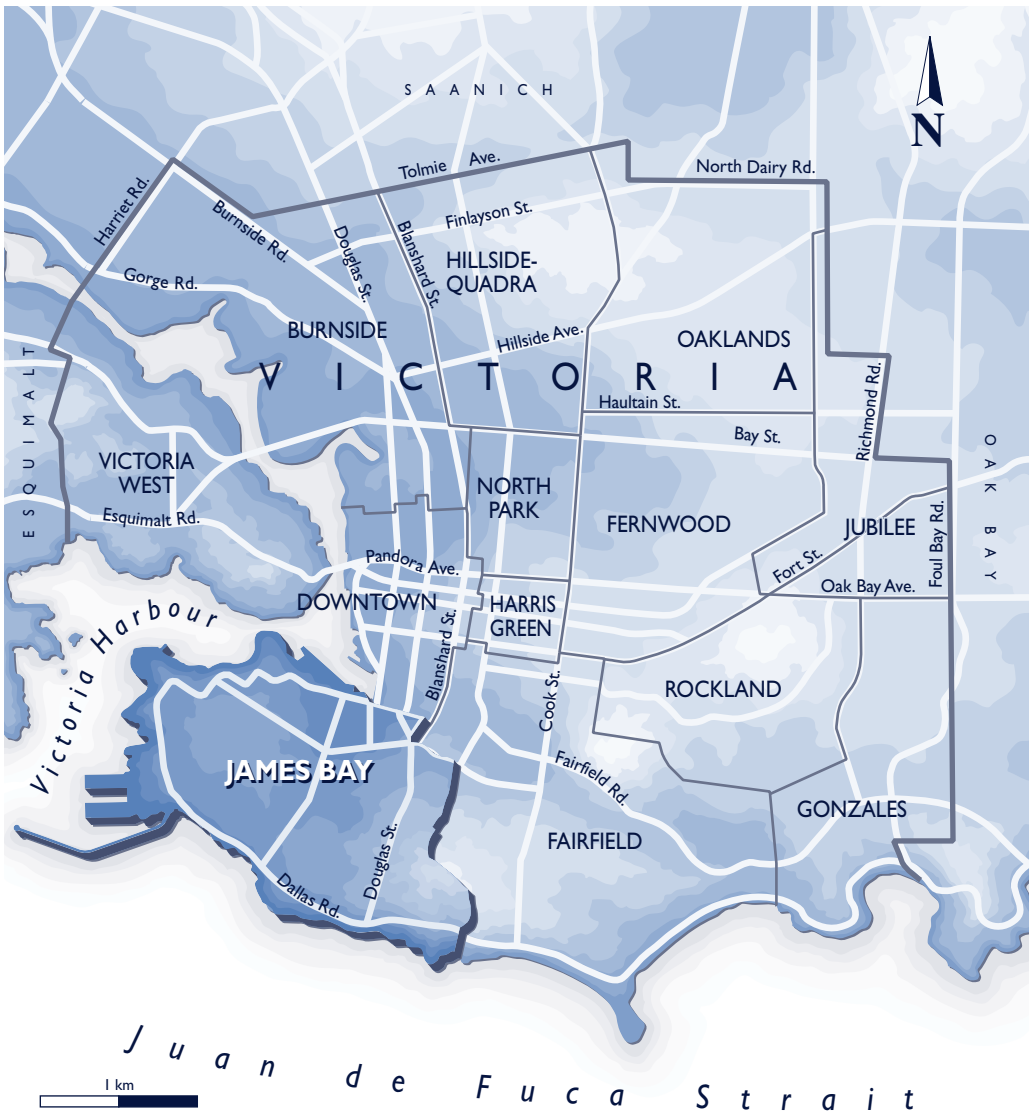 SAANICH
N
Tolmie Ave.
North Dairy Rd.
Harriet Rd.
Burnside Rd.
Finlayson St.
Douglas St.
Blanshard St.
HILLSIDE-
QUADRA
Gorge Rd.
BURNSIDE
Hillside Ave.
OAKLANDS
VICTORIA
ESQUIMALT
Haultain St.
Richmond Rd.
Bay St.
OAK BAY
VICTORIA
WEST
NORTH
PARK
Esquimalt Rd.
FERNWOOD
JUBILEE
Foul Bay Rd.
Pandora Ave.
Fort St.
Oak Bay Ave.
DOWNTOWN
HARRIS
GREEN
Victoria Harbour
Blanshard St.
Cook St.
ROCKLAND
JAMES BAY
Fairfield Rd.
GONZALES
FAIRFIELD
Douglas St.
Dallas Rd.
Juan de Fuca Strait
1 km